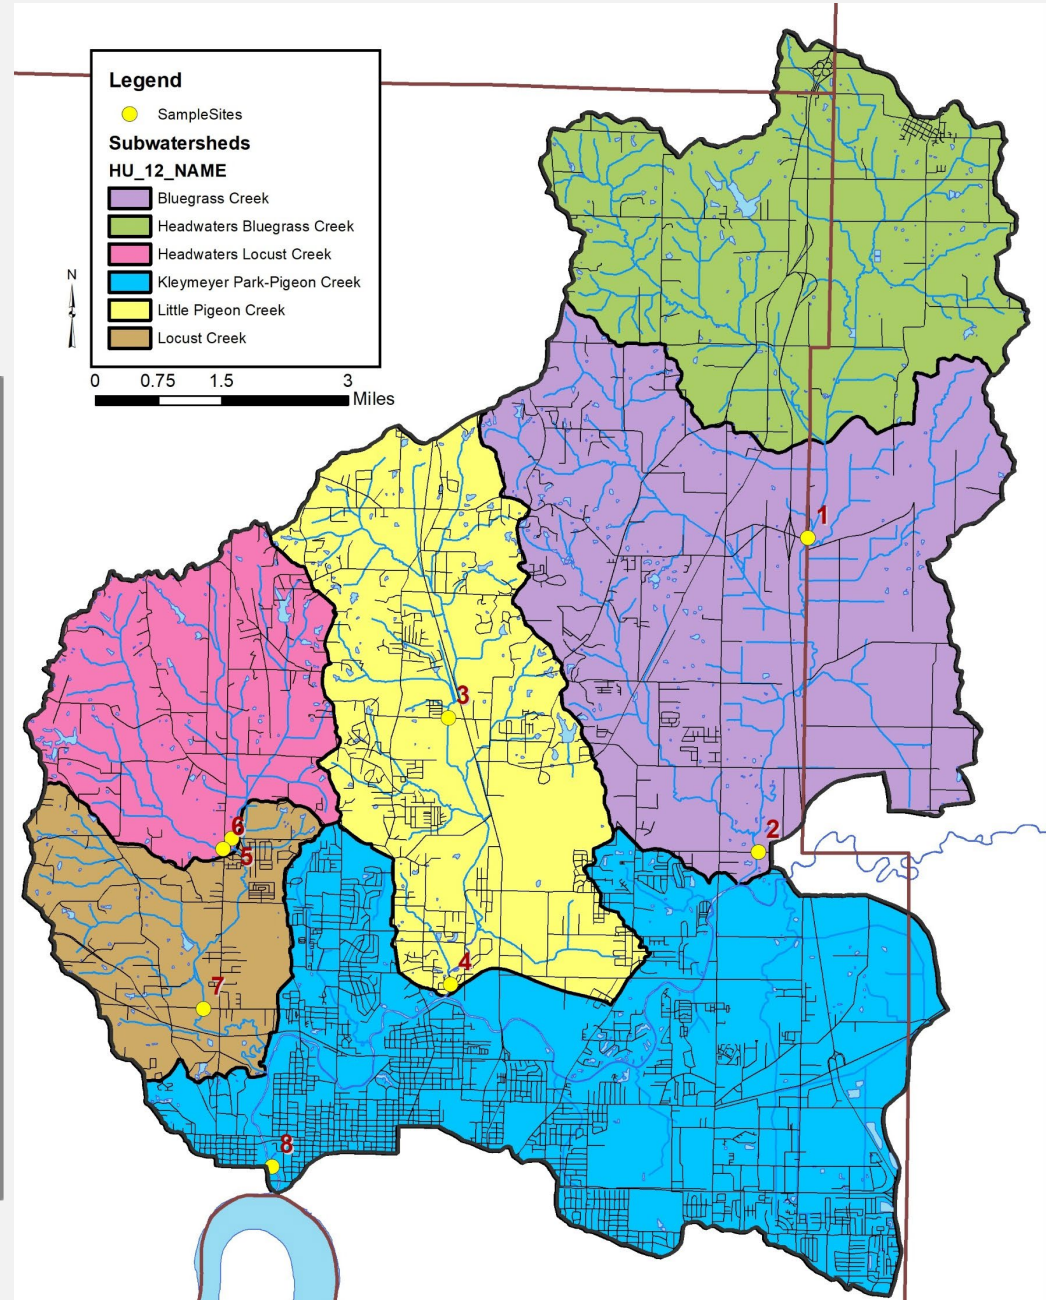 Legend
SampleSites
Subwatersheds
HU_12_NAME
Bluegrass Creek
Headwaters Bluegrass Creek
Headwaters Locust Creek
Kleymeyer Park-Pigeon Creek
Little Pigeon Creek
Locust Creek
N
0 0.75 1.5 3
Miles
1
2
3
4
6
5
7
8